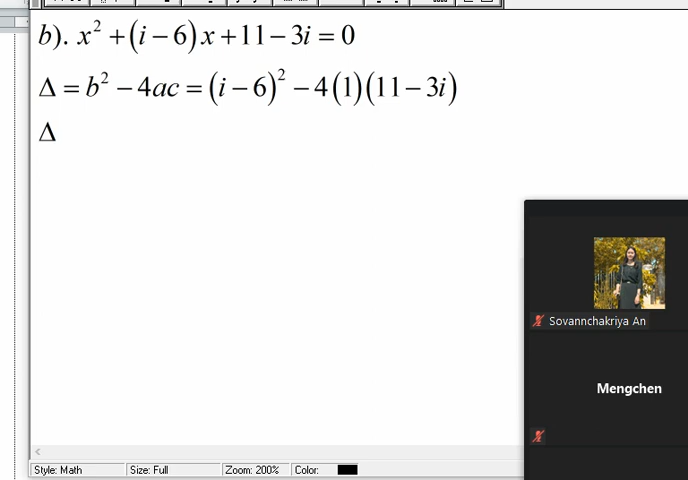 b). x² + (i − 6)x + 11 − 3i = 0
Δ = b² − 4ac = (i − 6)² − 4(1)(11 − 3i)
Δ
Sovannchakriya An
Mengchen
Style: Math Size: Full Zoom: 200% Color: